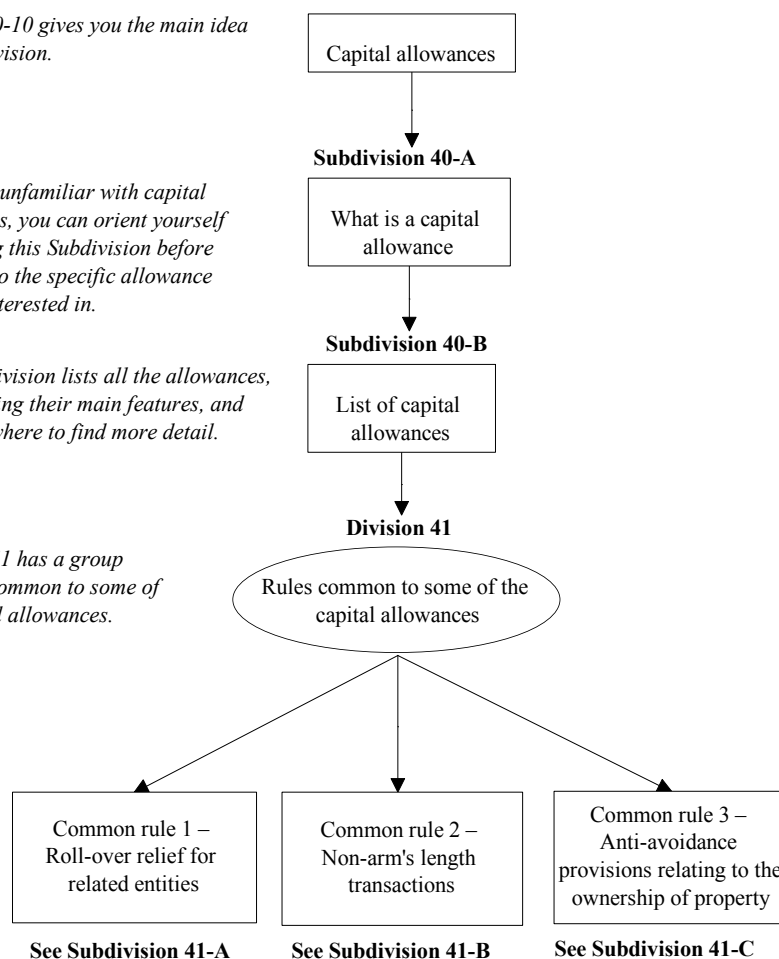 0-10 gives you the main idea
vision.
Capital allowances
Subdivision 40-A
unfamiliar with capital
s, you can orient yourself
g this Subdivision before
o the specific allowance
terested in.
What is a capital
allowance
Subdivision 40-B
division lists all the allowances,
ing their main features, and
where to find more detail.
List of capital
allowances
Division 41
1 has a group
ommon to some of
l allowances.
Rules common to some of the
capital allowances
Common rule 1 –
Roll-over relief for
related entities
See Subdivision 41-A
Common rule 2 –
Non-arm's length
transactions
See Subdivision 41-B
Common rule 3 –
Anti-avoidance
provisions relating to the
ownership of property
See Subdivision 41-C